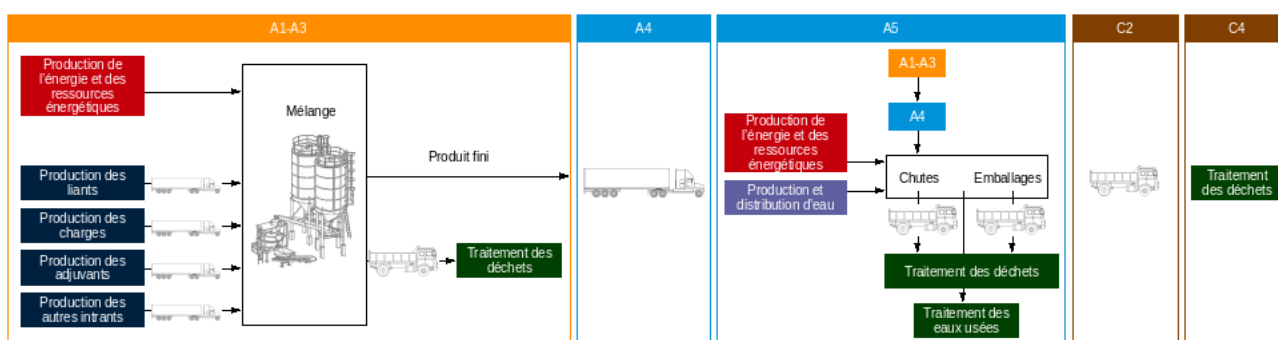 A1-A3
Production de
l'énergie et des
ressources
énergétiques
Mélange
Produit fini
Production des
liants
Production des
charges
Production des
adjuvants
Production des
autres intrants
Traitement des
déchets
A4
A5
A1-A3
A4
Production de
l'énergie et des
ressources
énergétiques
Production et
distribution d'eau
Chutes
Emballages
Traitement des déchets
Traitement des
eaux usées
C2
C4
Traitement
des déchets